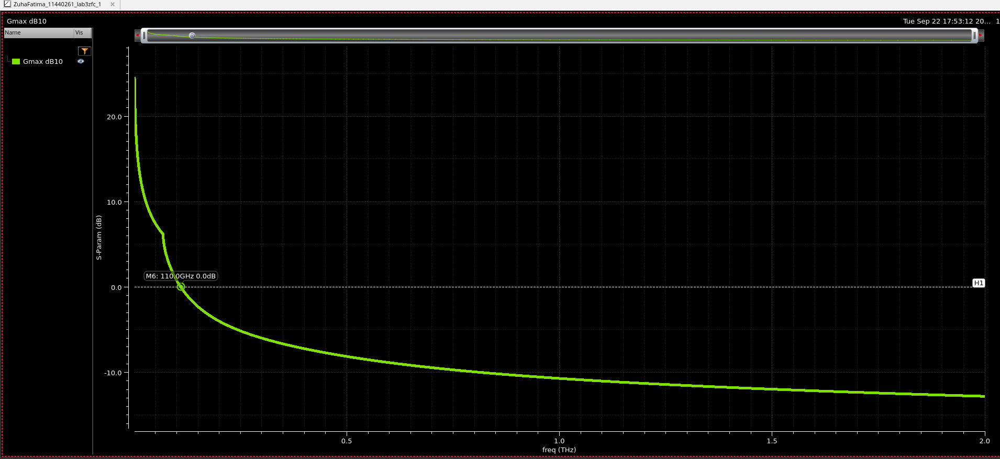 ZuhaFatima_11440261_lab3zfc_1
Gmax dB10
Tue Sep 22 17:53:12 20... 1
Name Vis
Gmax dB10
20.0
10.0
0.0
-10.0
S-Param (dB)
M6: 110.0GHz 0.0dB
H1
0.5 1.0 1.5 2.0
freq (THz)